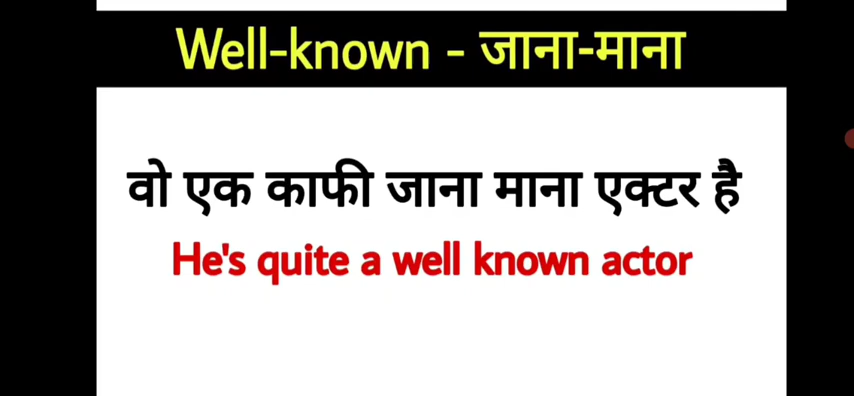 Well-known - जाना-माना
वो एक काफी जाना माना एक्टर है
He's quite a well known actor